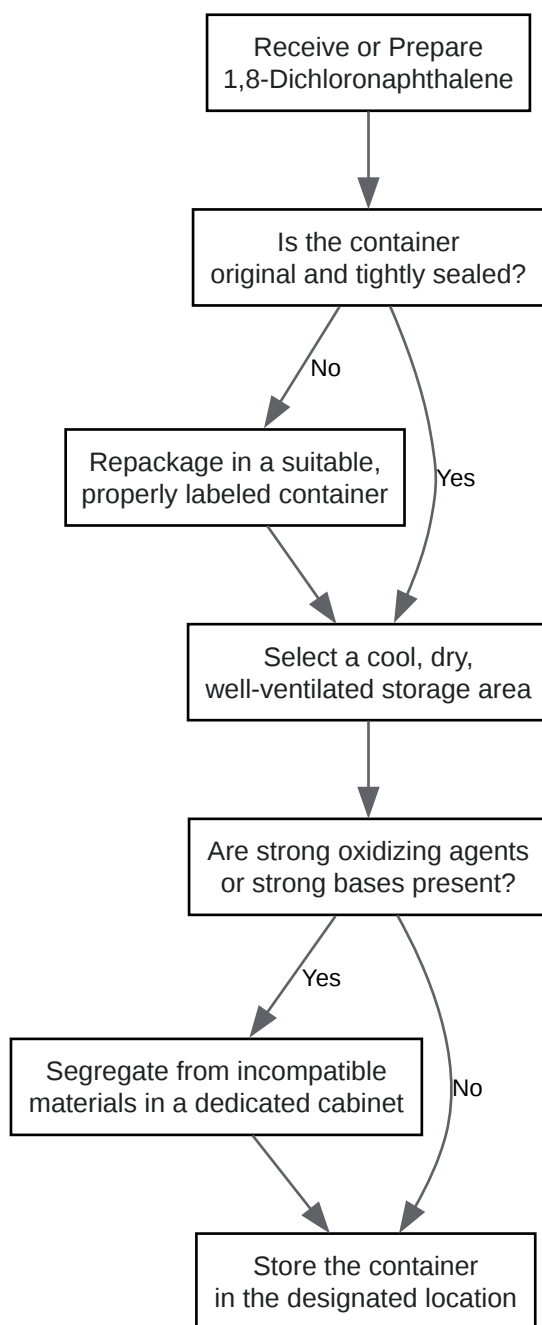 Receive or Prepare
1,8-Dichloronaphthalene
Is the container
original and tightly sealed?
No
Repackage in a suitable,
properly labeled container
Yes
Select a cool, dry,
well-ventilated storage area
Are strong oxidizing agents
or strong bases present?
Yes
Segregate from incompatible
materials in a dedicated cabinet
No
Store the container
in the designated location